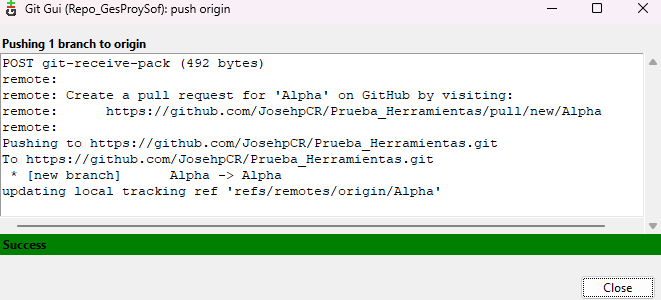 Git Gui (Repo_GesProySof): push origin
Pushing 1 branch to origin
POST git-receive-pack (492 bytes)
remote:
remote: Create a pull request for 'Alpha' on GitHub by visiting:
remote:      https://github.com/JosehpCR/Prueba_Herramientas/pull/new/Alpha
remote:
Pushing to https://github.com/JosehpCR/Prueba_Herramientas.git
To https://github.com/JosehpCR/Prueba_Herramientas.git
 * [new branch]      Alpha -> Alpha
updating local tracking ref 'refs/remotes/origin/Alpha'
Success
Close